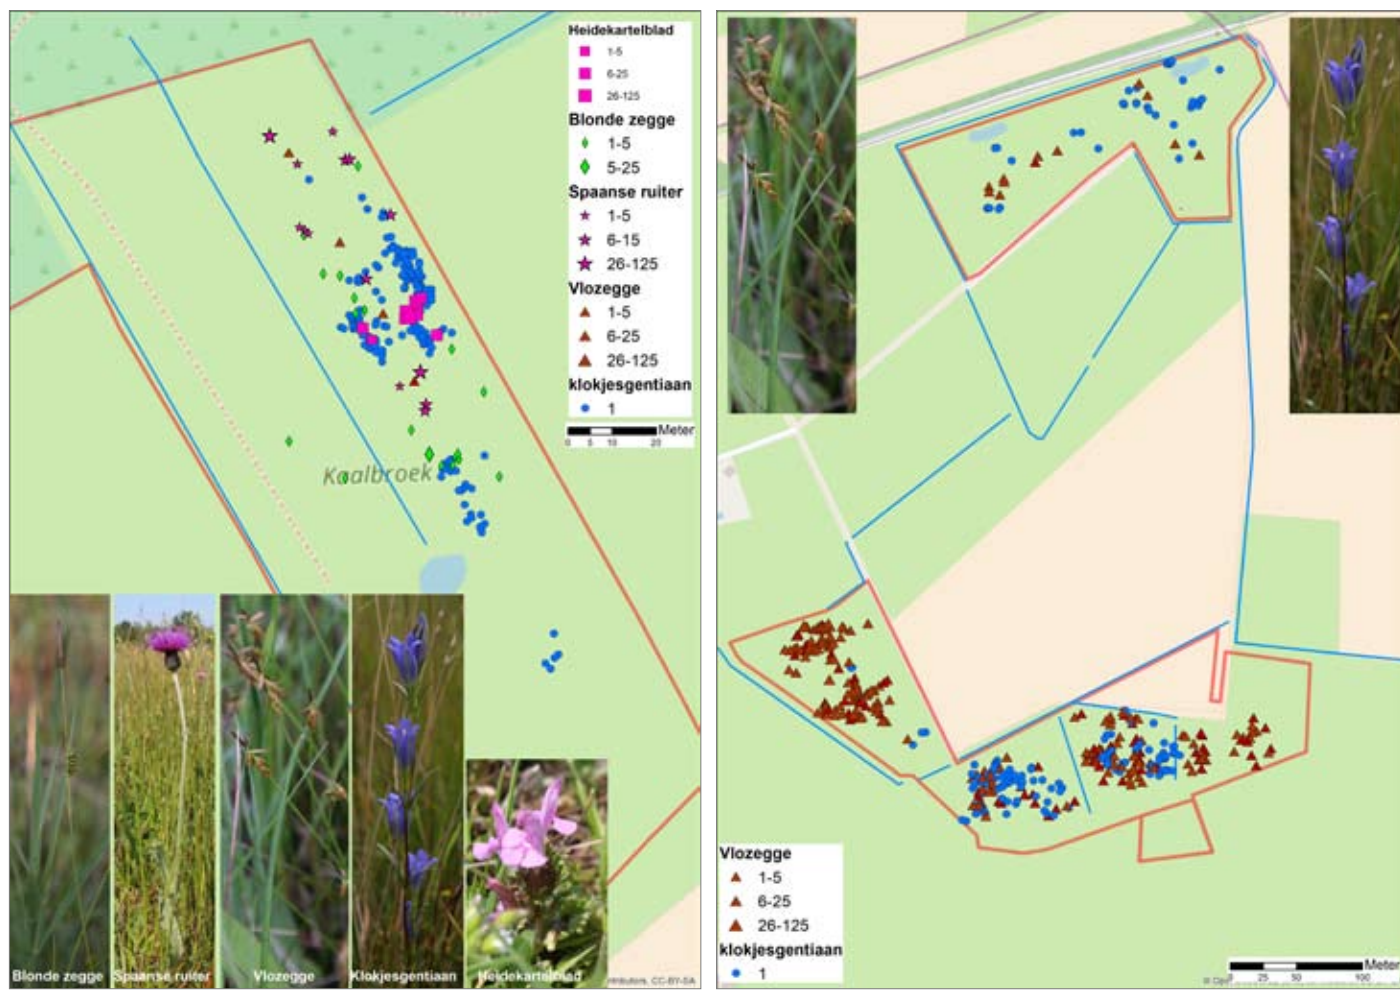 Heidekartelblad
1-5
6-25
26-125
Blonde zegge
1-5
5-25
Spaanse ruiter
1-5
6-15
26-125
Vlozegge
1-5
6-25
26-125
klokjesgentiaan
1
Meter
0 5 10 20
Kaalbroek
Blonde zegge
Spaanse ruiter
Vlozegge
Klokjesgentiaan
Heidekartelblad
CC-BY-SA
Vlozegge
1-5
6-25
26-125
klokjesgentiaan
1
Meter
0 25 50 100